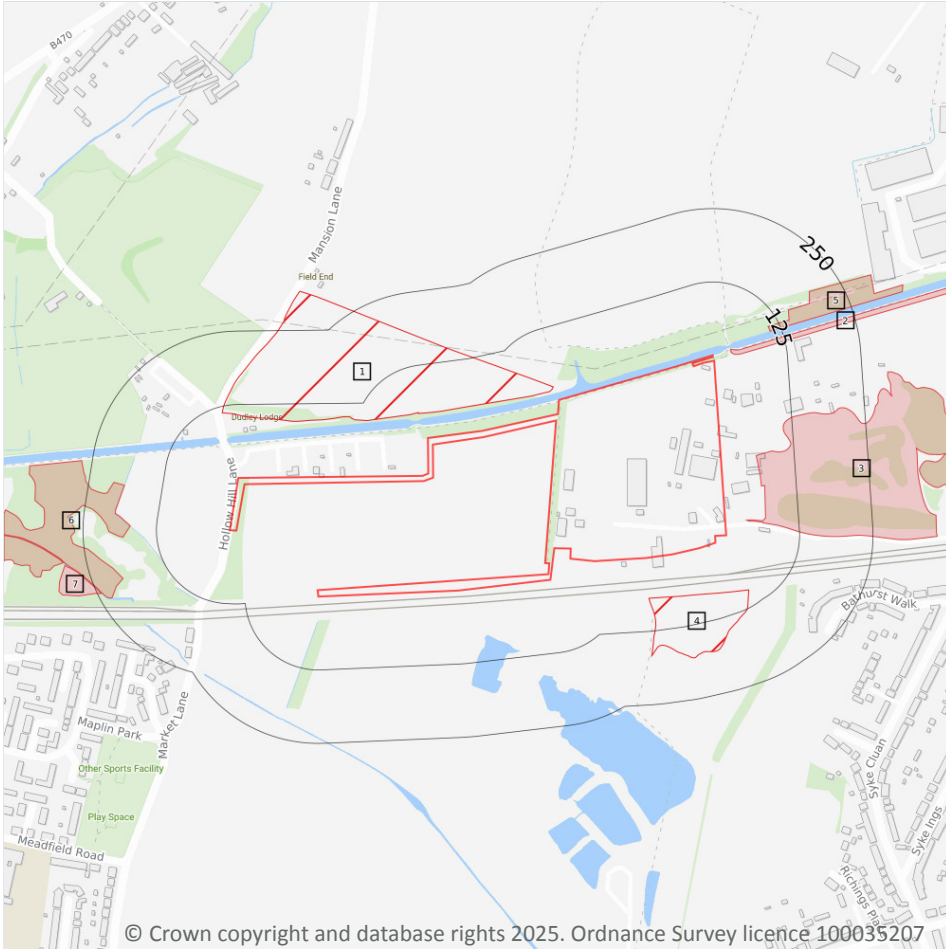 B470
Mansion Lane
Field End
250
5
2
125
1
Dudley Lodge
3
Hollow Hill Lane
6
7
4
Bathurst Walk
Market Lane
Maplin Park
Other Sports Facility
Syke Cluan
Play Space
Syke Ings
Meadfield Road
Richings Pla
© Crown copyright and database rights 2025. Ordnance Survey licence 100035207